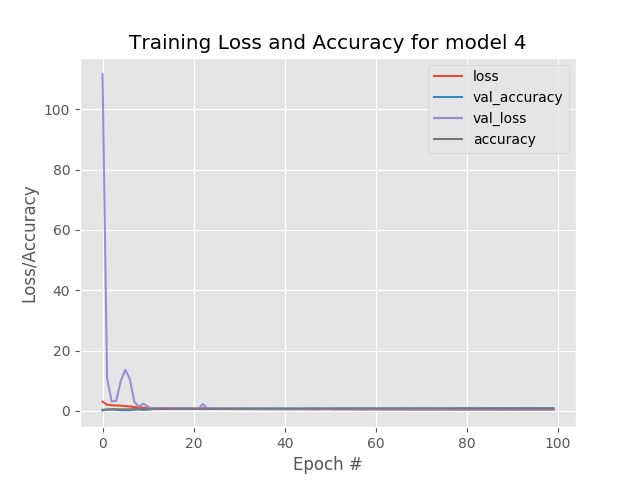 Training Loss and Accuracy for model 4
loss
val_accuracy
val_loss
accuracy
100
80
60
40
20
0
Loss/Accuracy
0 20 40 60 80 100
Epoch #